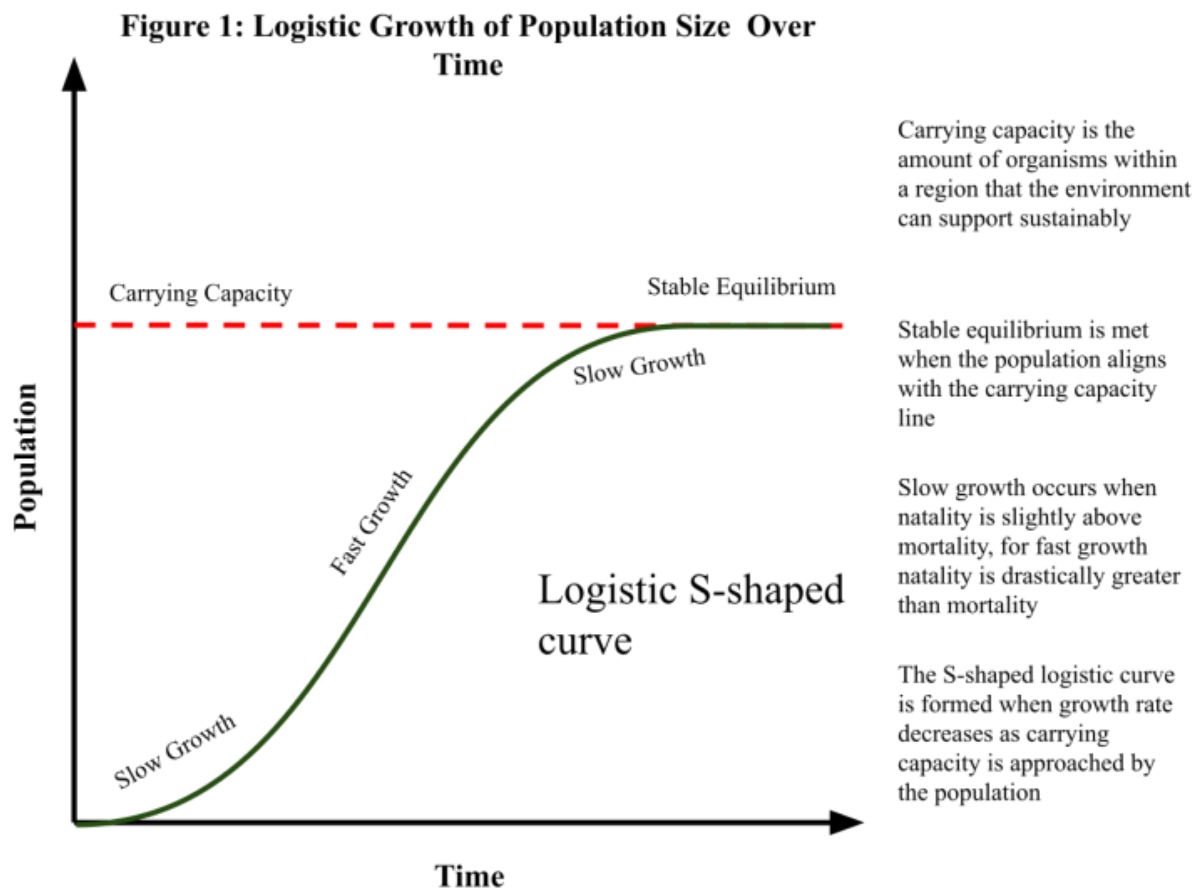 Figure 1: Logistic Growth of Population Size Over
Time
Carrying capacity is the
amount of organisms within
a region that the environment
can support sustainably
Carrying Capacity
Stable Equilibrium
Stable equilibrium is met
when the population aligns
with the carrying capacity
line
Slow Growth
Population
Fast Growth
Slow growth occurs when
natality is slightly above
mortality, for fast growth
natality is drastically greater
than mortality
Logistic S-shaped
curve
Slow Growth
The S-shaped logistic curve
is formed when growth rate
decreases as carrying
capacity is approached by
the population
Time